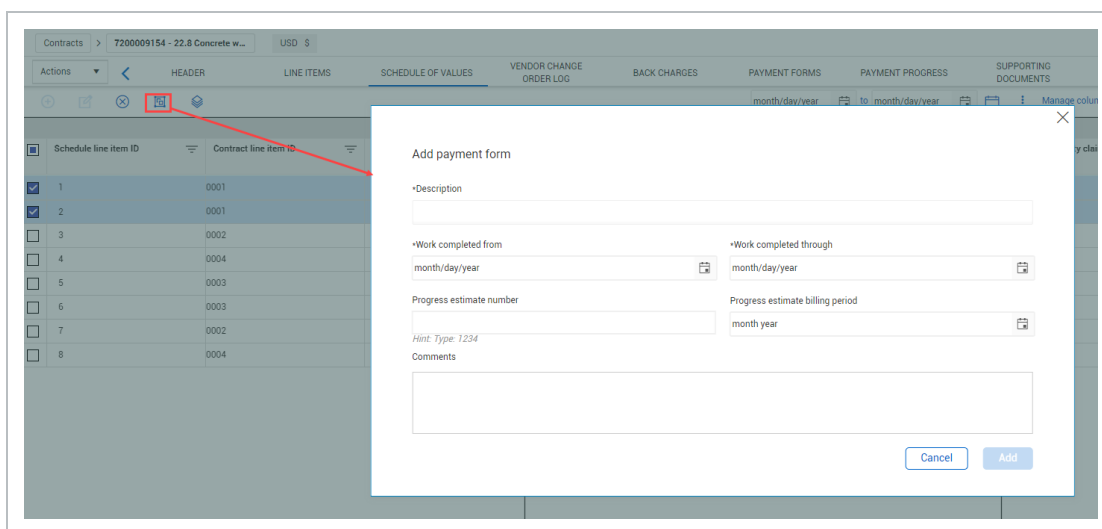 Contracts > 7200009154 - 22.8 Concrete w... USD $
Actions HEADER LINE ITEMS SCHEDULE OF VALUES VENDOR CHANGE ORDER LOG BACK CHARGES PAYMENT FORMS PAYMENT PROGRESS SUPPORTING DOCUMENTS
month/day/year to month/day/year Manage colum
Schedule line item ID Contract line item ID
ty clai
1 0001
2 0001
3 0002
4 0004
5 0003
6 0003
7 0002
8 0004
Add payment form
*Description
*Work completed from *Work completed through
month/day/year month/day/year
Progress estimate number Progress estimate billing period
month year
Hint: Type: 1234
Comments
Cancel Add